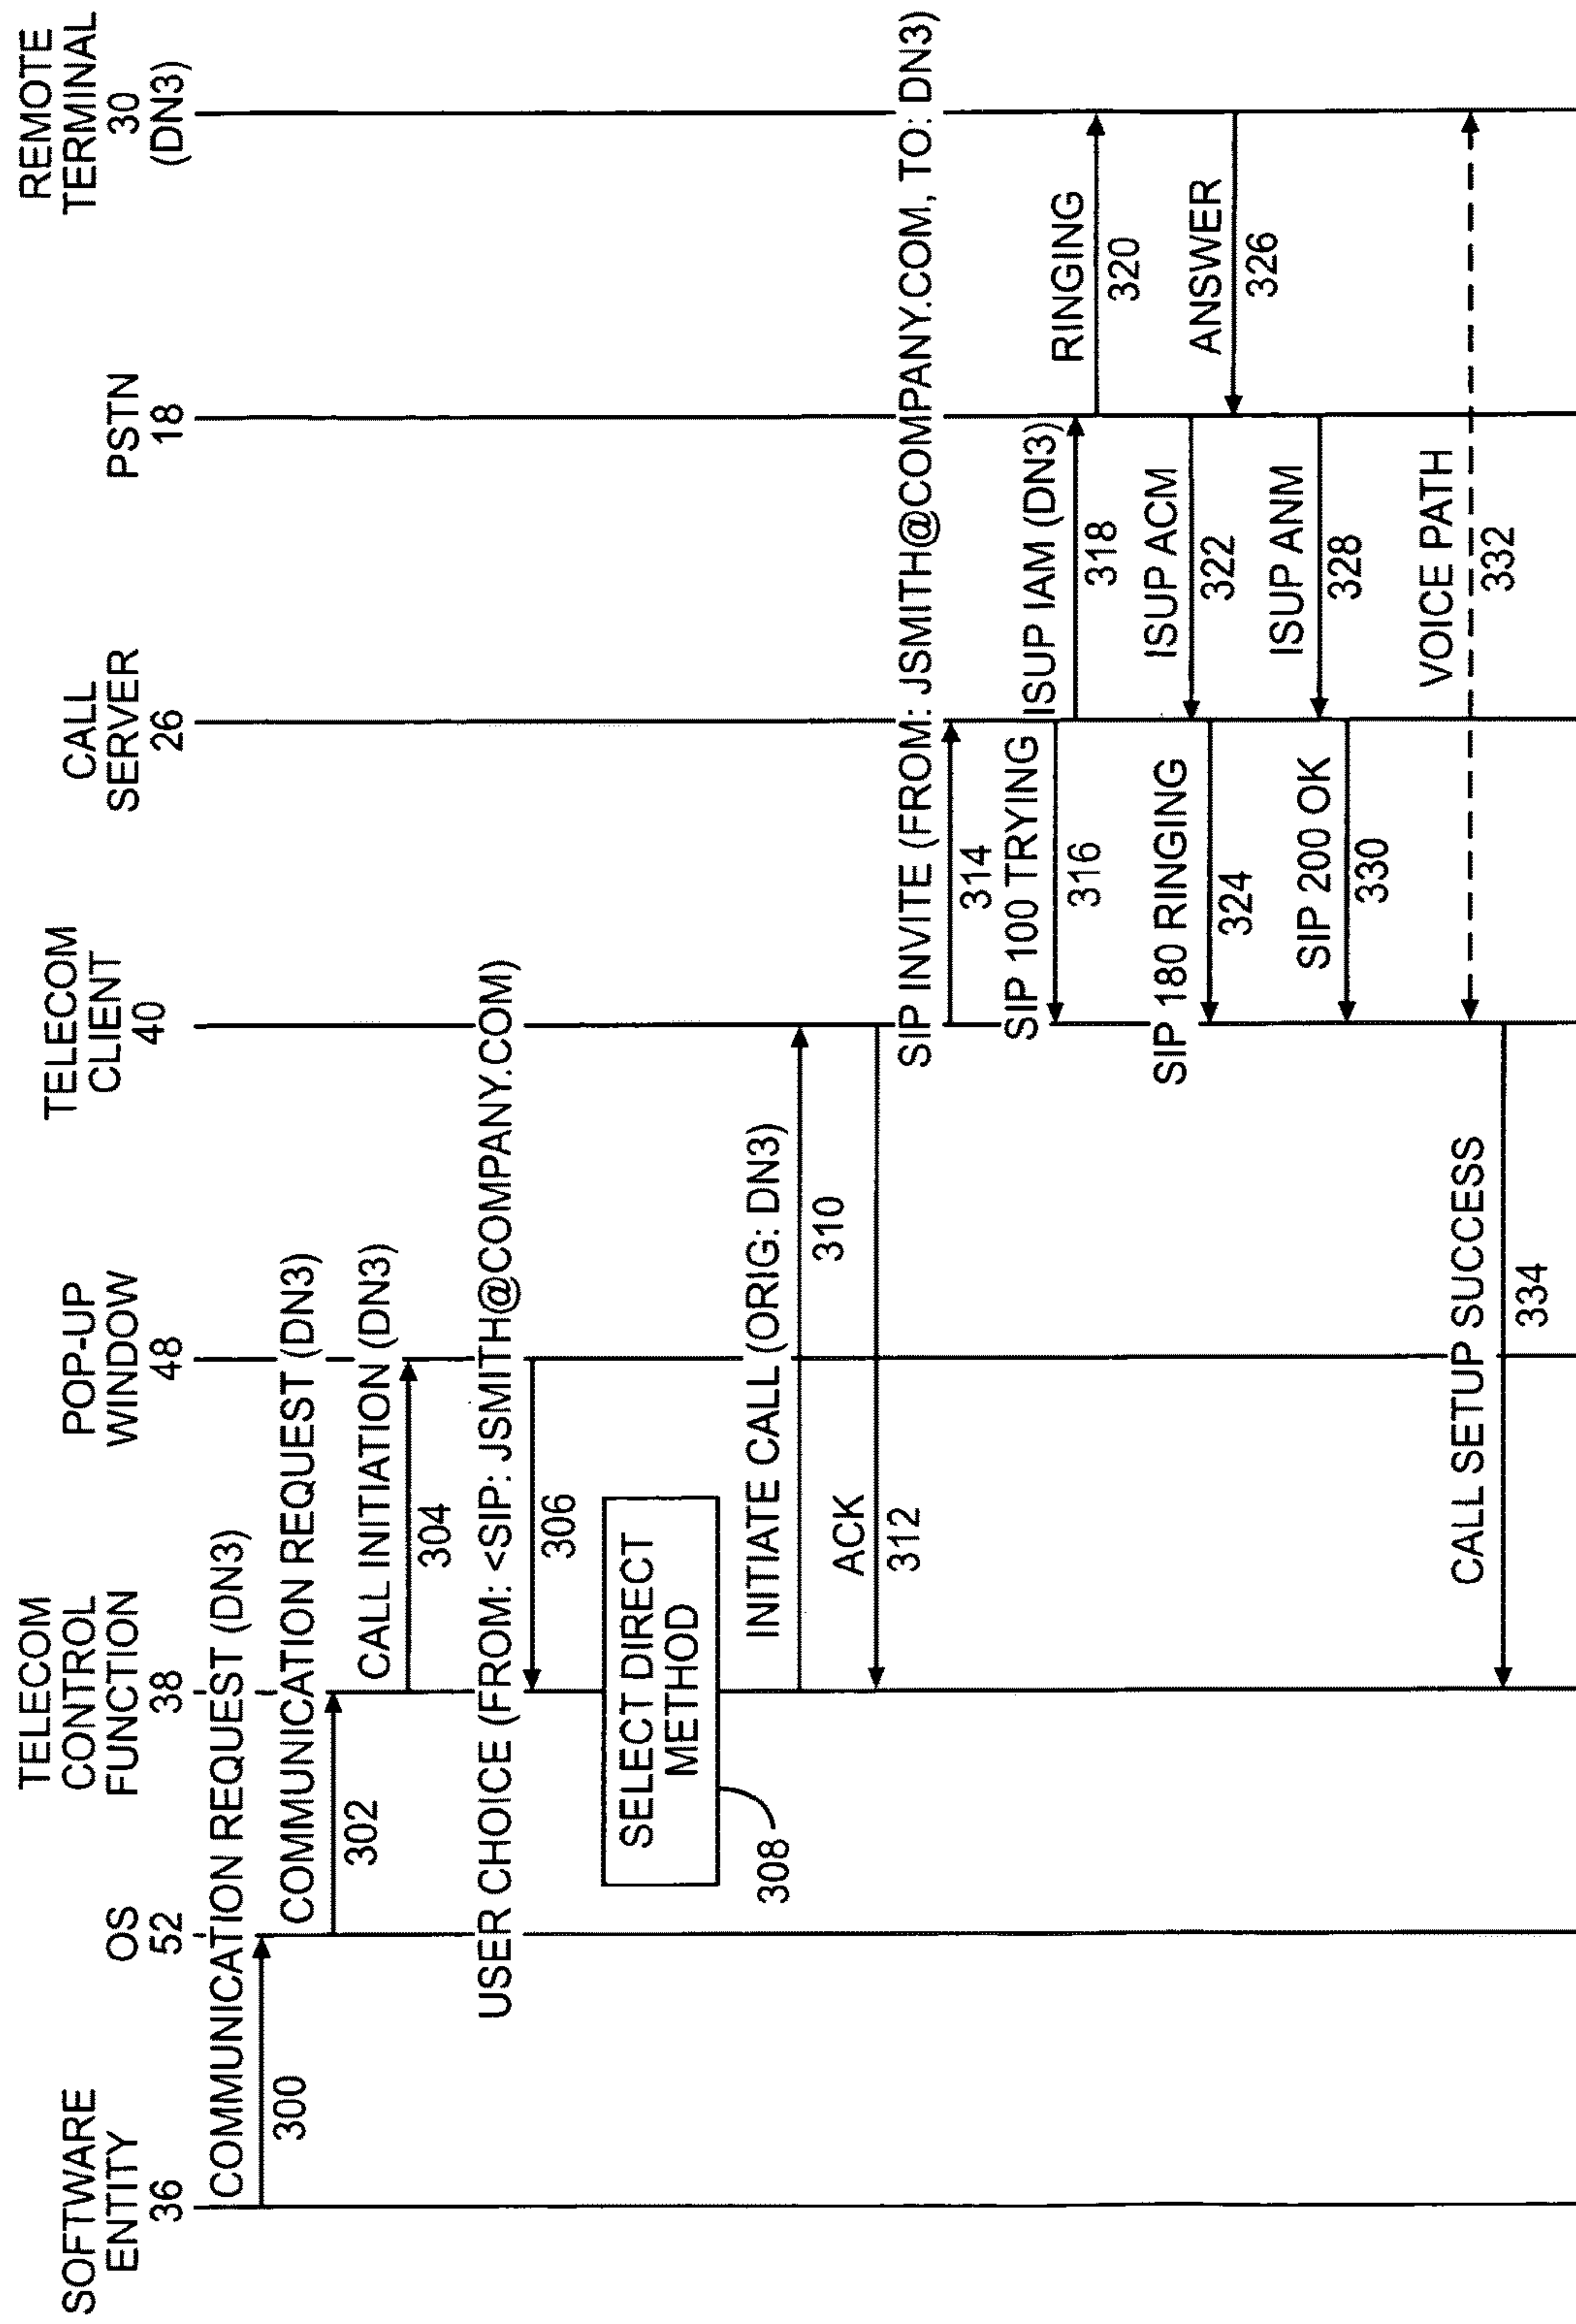 SOFTWARE
ENTITY
36
OS
52
TELECOM
CONTROL
FUNCTION
38
POP-UP
WINDOW
48
TELECOM
CLIENT
40
CALL
SERVER
26
PSTN
18
REMOTE
TERMINAL
30
(DN3)
COMMUNICATION REQUEST (DN3)
300
COMMUNICATION REQUEST (DN3)
302
CALL INITIATION (DN3)
304
USER CHOICE (FROM: <SIP: JSMITH@COMPANY.COM)
306
SELECT DIRECT
METHOD
308
INITIATE CALL (ORIG: DN3)
310
ACK
312
SIP INVITE (FROM: JSMITH@COMPANY.COM, TO: DN3)
314
SIP 100 TRYING
316
ISUP IAM (DN3)
318
RINGING
320
ISUP ACM
322
SIP 180 RINGING
324
ANSWER
326
ISUP ANM
328
SIP 200 OK
330
VOICE PATH
332
CALL SETUP SUCCESS
334